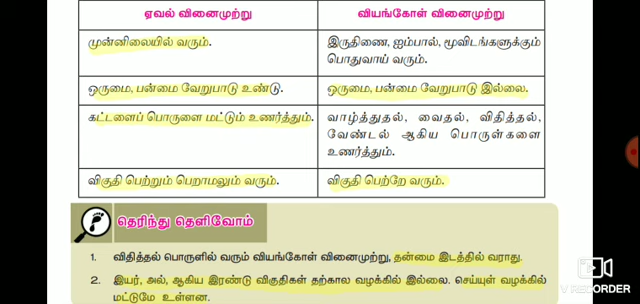 ஏவல் வினைமுற்று வியங்கோள் வினைமுற்று
முன்னிலையில் வரும். இருதிணை, ஐம்பால், மூவிடங்களுக்கும்
பொதுவாய் வரும்.
ஒருமை, பன்மை வேறுபாடு உண்டு. ஒருமை, பன்மை வேறுபாடு இல்லை.
கட்டளைப் பொருளை மட்டும் உணர்த்தும். வாழ்த்துதல், வைதல், விதித்தல்,
வேண்டல் ஆகிய பொருள்களை
உணர்த்தும்.
விகுதி பெற்றும் பெறாமலும் வரும். விகுதி பெற்றே வரும்.
தெரிந்து தெளிவோம்
1. விதித்தல் பொருளில் வரும் வியங்கோள் வினைமுற்று, தன்மை இடத்தில் வராது.
2. இயர், அல், ஆகிய இரண்டு விகுதிகள் தற்கால வழக்கில் இல்லை. செய்யுள் வழக்கில்
மட்டுமே உள்ளன.
V RECORDER